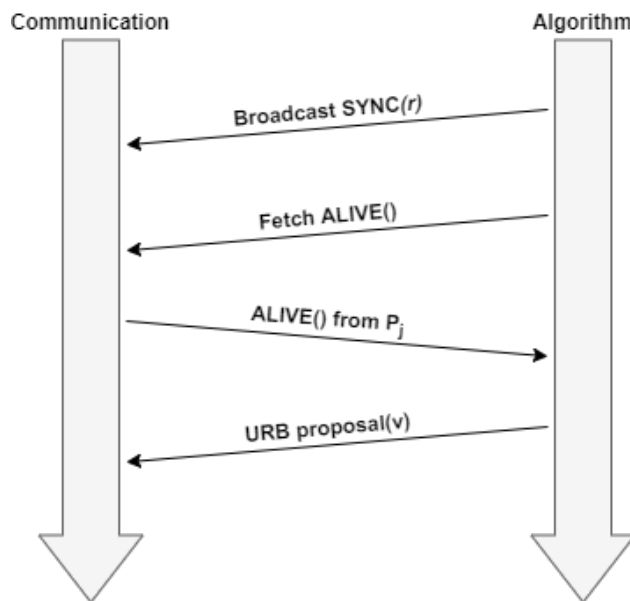 Communication
Algorithm
Broadcast SYNC(r)
Fetch ALIVE()
ALIVE() from Pj
URB proposal(v)